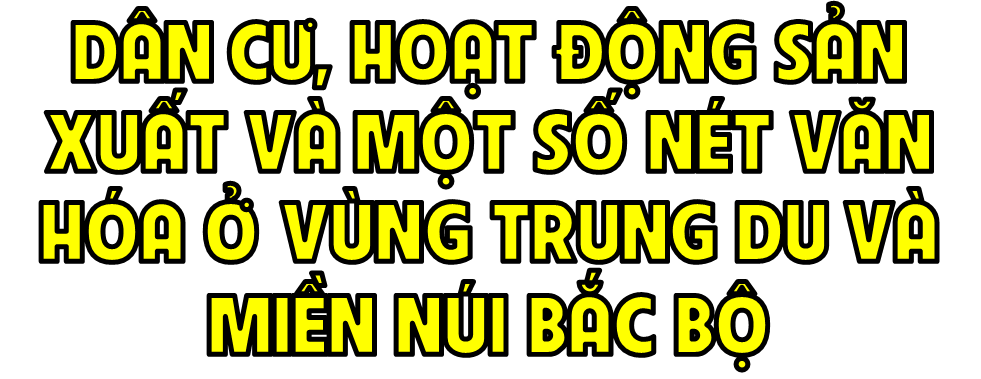 DÂN CƯ, HOẠT ĐỘNG SẢN
XUẤT VÀ MỘT SỐ NÉT VĂN
HÓA Ở VÙNG TRUNG DU VÀ
MIỀN NÚI BẮC BỘ